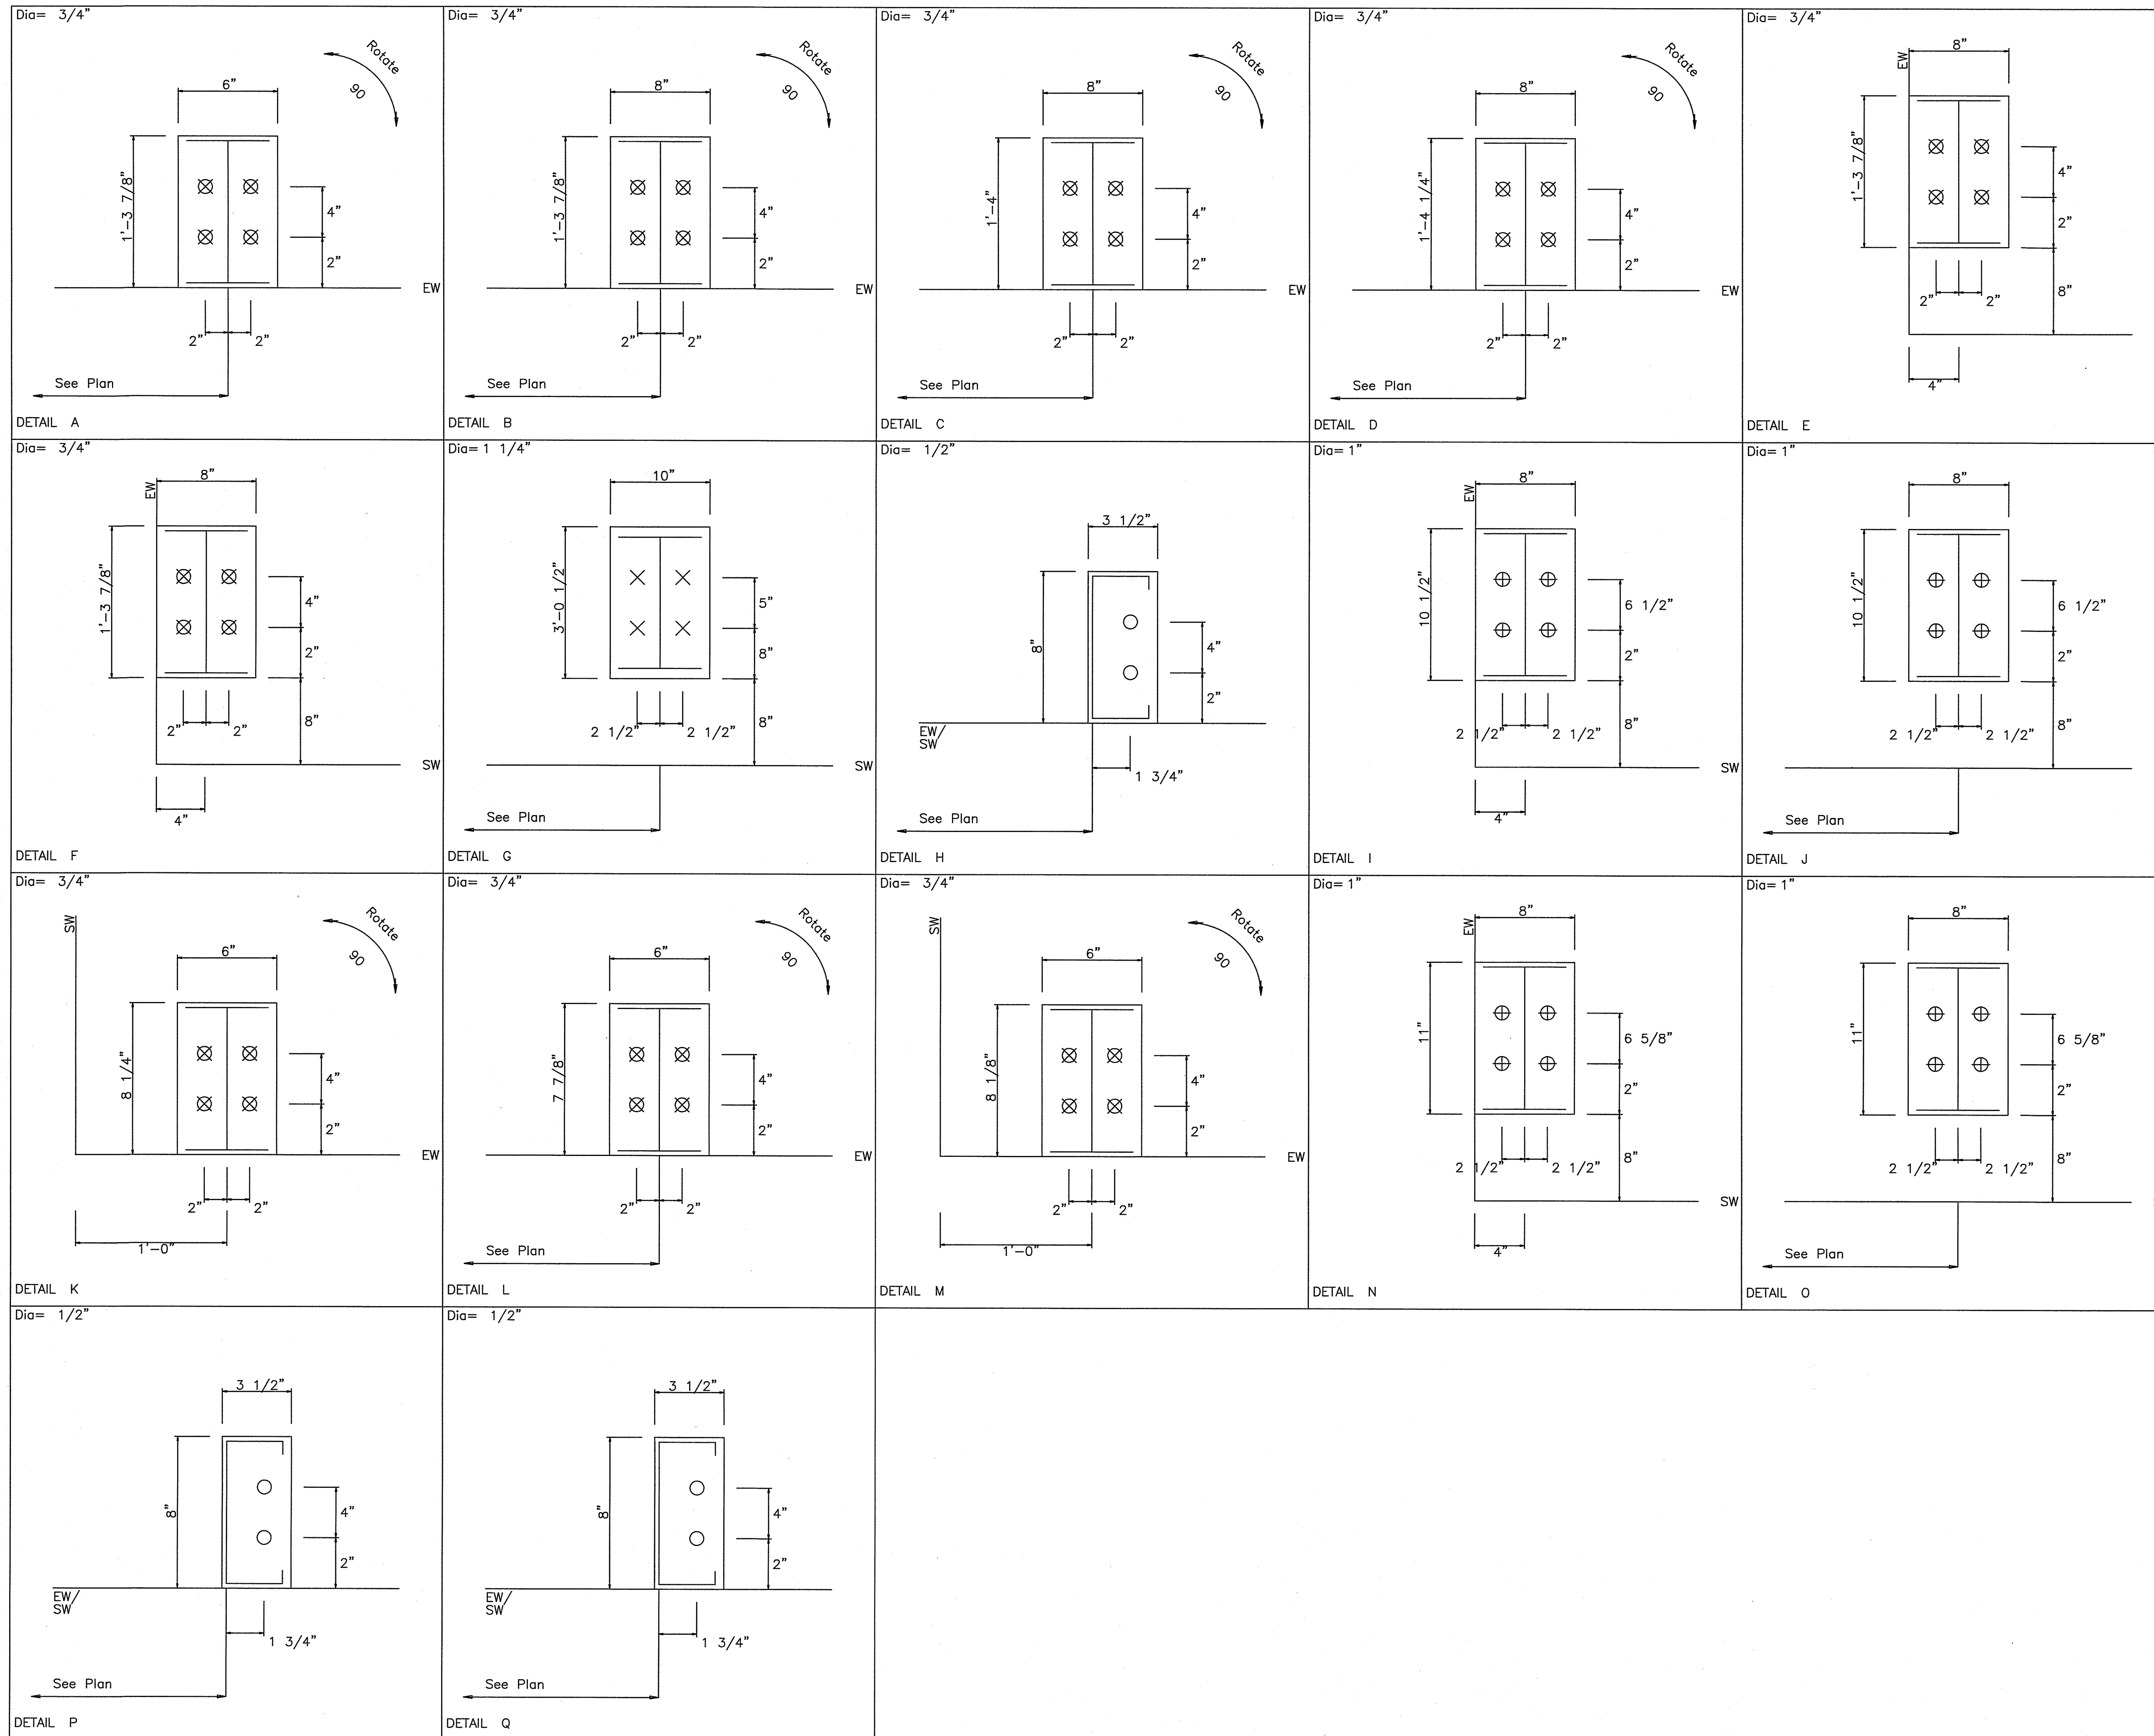 Dia= 3/4"
Rotate
90
6"
1'-3 7/8"
4"
2"
EW
2" 2"
See Plan
DETAIL A
Dia= 3/4"
Rotate
90
8"
1'-3 7/8"
4"
2"
EW
2" 2"
See Plan
DETAIL B
Dia= 3/4"
Rotate
90
8"
1'-4"
4"
2"
EW
2" 2"
See Plan
DETAIL C
Dia= 3/4"
Rotate
90
8"
1'-4 1/4"
4"
2"
EW
2" 2"
See Plan
DETAIL D
Dia= 3/4"
8"
EW
1'-3 7/8"
4"
2"
2" 2"
8"
4"
DETAIL E
Dia= 3/4"
8"
EW
1'-3 7/8"
4"
2"
2" 2"
8"
SW
4"
DETAIL F
Dia= 1 1/4"
10"
3'-0 1/2"
5"
8"
2 1/2" 2 1/2"
8"
SW
See Plan
DETAIL G
Dia= 1/2"
3 1/2"
8"
4"
2"
EW/
SW
1 3/4"
See Plan
DETAIL H
Dia= 1"
8"
EW
10 1/2"
6 1/2"
2"
2 1/2" 2 1/2"
8"
SW
4"
DETAIL I
Dia= 1"
8"
10 1/2"
6 1/2"
2"
2 1/2" 2 1/2"
8"
See Plan
DETAIL J
Dia= 3/4"
SW
Rotate
90
6"
8 1/4"
4"
2"
EW
2" 2"
1'-0"
DETAIL K
Dia= 3/4"
Rotate
90
6"
7 7/8"
4"
2"
EW
2" 2"
See Plan
DETAIL L
Dia= 3/4"
SW
Rotate
90
6"
8 1/8"
4"
2"
EW
2" 2"
1'-0"
DETAIL M
Dia= 1"
8"
EW
11"
6 5/8"
2"
2 1/2" 2 1/2"
8"
SW
4"
DETAIL N
Dia= 1"
8"
11"
6 5/8"
2"
2 1/2" 2 1/2"
8"
See Plan
DETAIL O
Dia= 1/2"
3 1/2"
8"
4"
2"
EW/
SW
1 3/4"
See Plan
DETAIL P
Dia= 1/2"
3 1/2"
8"
4"
2"
EW/
SW
1 3/4"
See Plan
DETAIL Q